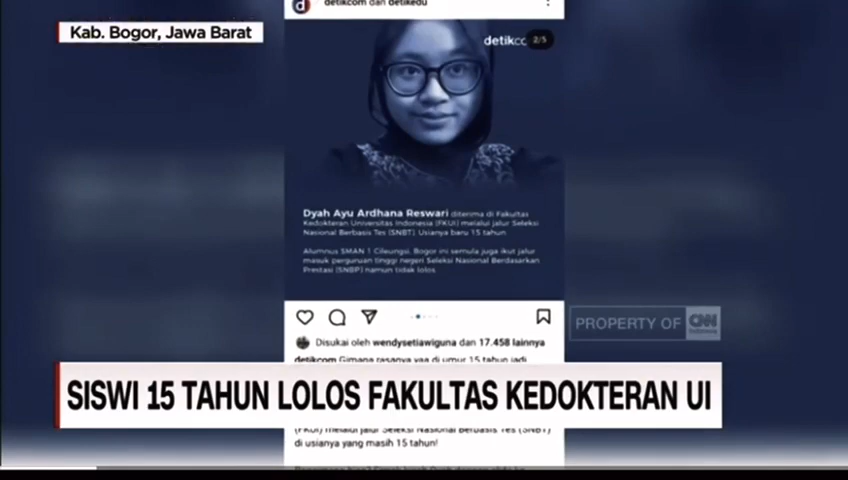 detikcom dan detikedu
Kab. Bogor, Jawa Barat
detikcc 2/5
Dyah Ayu Ardhana Reswari diterima di Fakultas
Kedokteran Universitas Indonesia (FKUI) melalui jalur Seleksi
Nasional Berbasis Tes (SNBT). Usianya baru 15 tahun
Alumnus SMAN 1 Cileungsi, Bogor ini semula juga ikut jalur
masuk perguruan tinggi negeri Seleksi Nasional Berdasarkan
Prestasi (SNBP) namun tidak lolos
PROPERTY OF CNN Indonesia
Disukai oleh wendysetiawiguna dan 17.458 lainnya
detikcom Gimana rasanya yaa di umur 15 tahun jadi
SISWI 15 TAHUN LOLOS FAKULTAS KEDOKTERAN UI
(FKUI) melalui jalur Seleksi Nasional Berbasis Tes (SNBT)
di usianya yang masih 15 tahun!